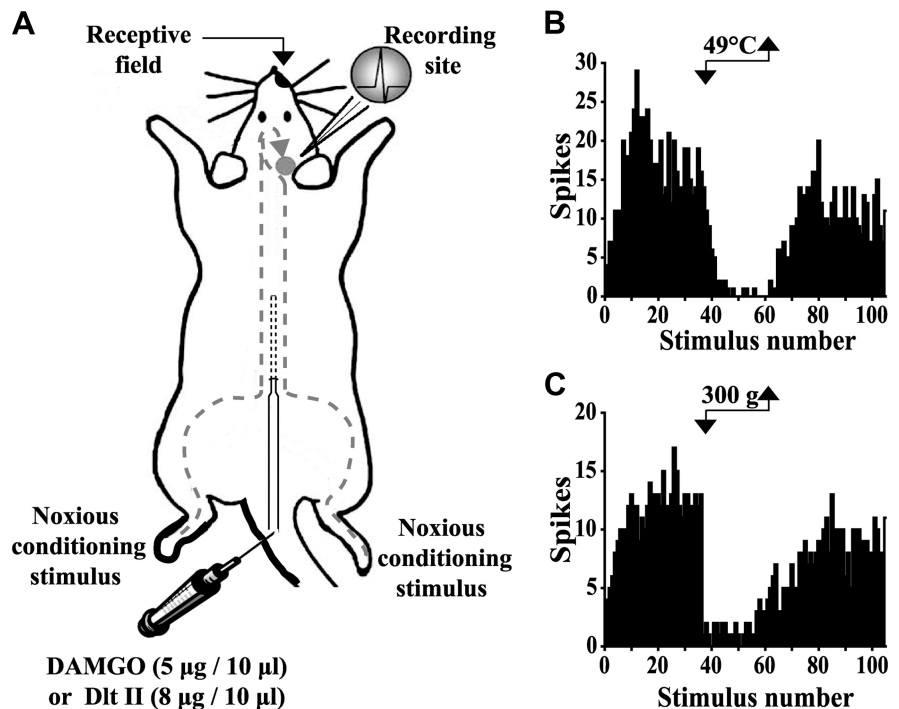 A
Receptive
field
Recording
site
Noxious
conditioning
stimulus
Noxious
conditioning
stimulus
DAMGO (5 µg / 10 µl)
or Dlt II (8 µg / 10 µl)
B
49°C
30
25
20
15
10
5
0
Spikes
0 20 40 60 80 100
Stimulus number
C
300 g
20
15
10
5
0
Spikes
0 20 40 60 80 100
Stimulus number